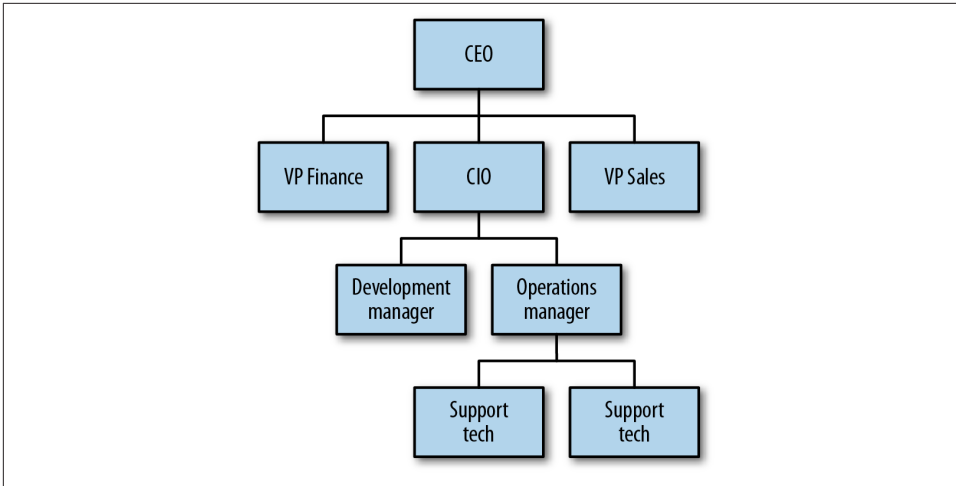 CEO
VP Finance
CIO
VP Sales
Development
manager
Operations
manager
Support
tech
Support
tech